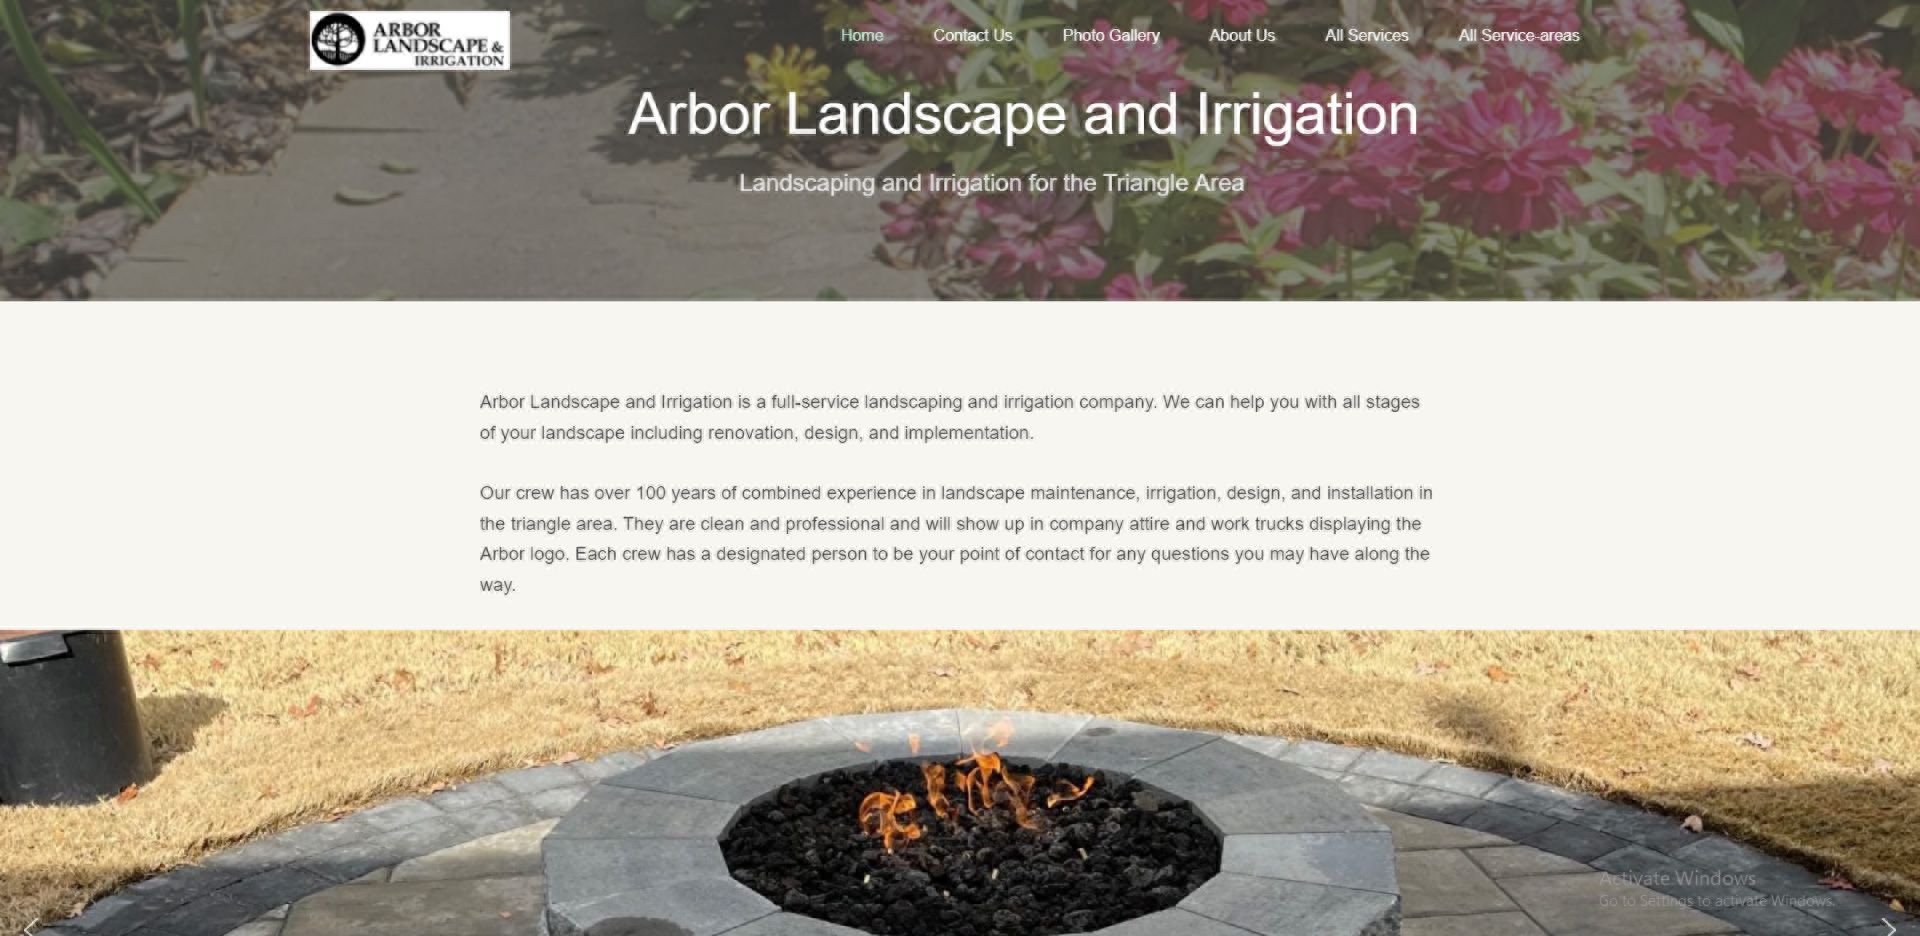 ARBOR
LANDSCAPE &
IRRIGATION
Home Contact Us Photo Gallery About Us All Services All Service-areas
Arbor Landscape and Irrigation
Landscaping and Irrigation for the Triangle Area
Arbor Landscape and Irrigation is a full-service landscaping and irrigation company. We can help you with all stages
of your landscape including renovation, design, and implementation.
Our crew has over 100 years of combined experience in landscape maintenance, irrigation, design, and installation in
the triangle area. They are clean and professional and will show up in company attire and work trucks displaying the
Arbor logo. Each crew has a designated person to be your point of contact for any questions you may have along the
way.
Activate Windows
Go to Settings to activate Windows.